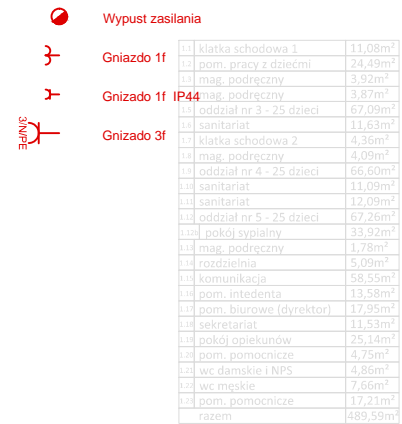 Wypust zasilania
Gniazdo 1f
Gnizado 1f IP44
3/N/PE
Gnizado 3f
1.1 klatka schodowa 1 11,08m²
1.2 pom. pracy z dziećmi 24,49m²
1.3 mag. podręczny 3,92m²
mag. podręczny 3,87m²
1.5 oddział nr 3 - 25 dzieci 67,09m²
1.6 sanitariat 11,63m²
1.7 klatka schodowa 2 4,36m²
1.8 mag. podręczny 4,09m²
1.9 oddział nr 4 - 25 dzieci 66,60m²
1.10 sanitariat 11,09m²
1.11 sanitariat 12,09m²
1.12 oddział nr 5 - 25 dzieci 67,26m²
1.12a pokój sypialny 33,92m²
1.13 mag. podręczny 1,78m²
1.14 rozdzielnia 5,09m²
1.15 komunikacja 58,55m²
1.16 pom. intedenta 13,58m²
1.17 pom. biurowe (dyrektor) 17,95m²
1.18 sekretariat 11,53m²
1.19 pokój opiekunów 25,14m²
1.20 pom. pomocnicze 4,75m²
1.21 wc damskie i NPS 4,86m²
1.22 wc męskie 7,66m²
1.23 pom. pomocnicze 17,21m²
razem 489,59m²